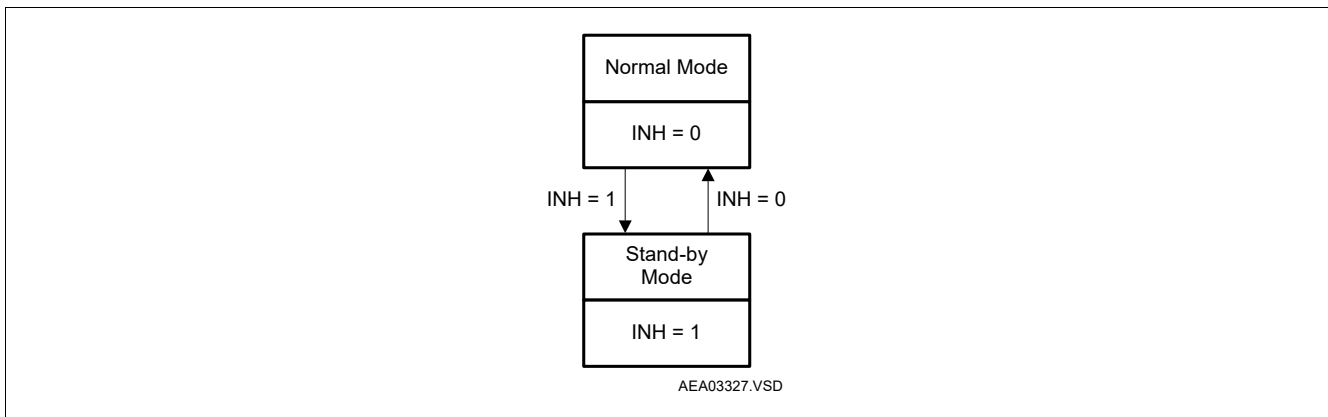 Normal Mode
INH = 0
INH = 1
INH = 0
Stand-by
Mode
INH = 1
AEA03327.VSD